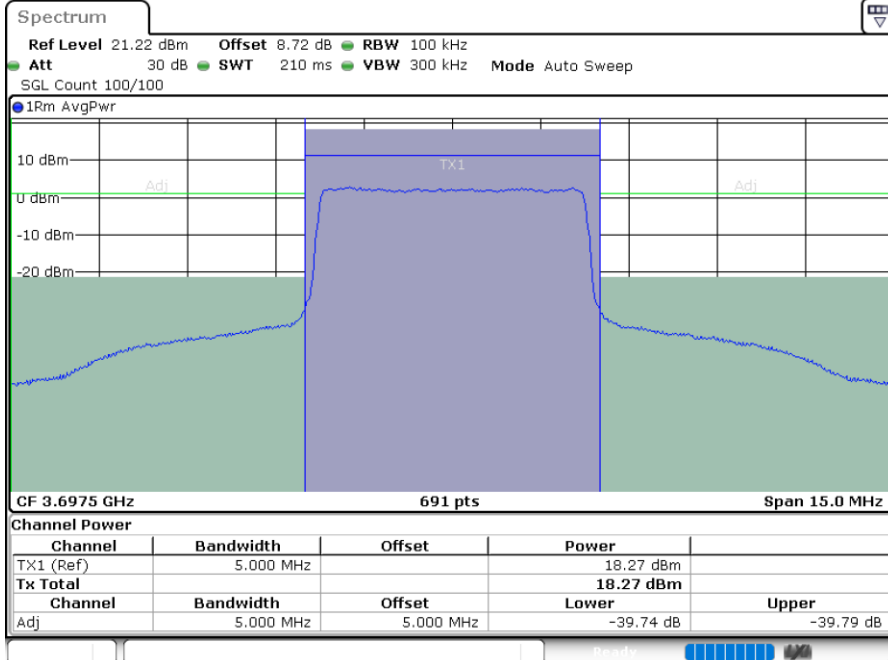 Spectrum
Ref Level 21.22 dBm Offset 8.72 dB RBW 100 kHz
Att 30 dB SWT 210 ms VBW 300 kHz Mode Auto Sweep
SGL Count 100/100
1Rm AvgPwr
10 dBm
TX1
Adj Adj
0 dBm
-10 dBm
-20 dBm
CF 3.6975 GHz 691 pts Span 15.0 MHz
Channel Power
Channel Bandwidth Offset Power
TX1 (Ref) 5.000 MHz 18.27 dBm
Tx Total 18.27 dBm
Channel Bandwidth Offset Lower Upper
Adj 5.000 MHz 5.000 MHz -39.74 dB -39.79 dB
Ready